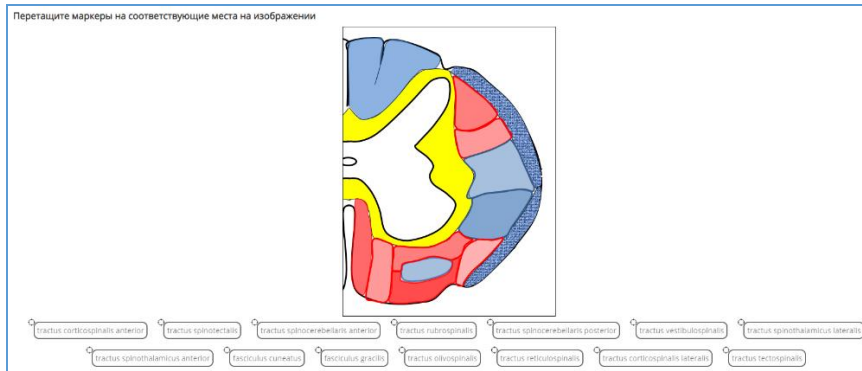 Перетащите маркеры на соответствующие места на изображении
tractus corticospinalis anterior tractus spinotectalis tractus spinocerebellaris anterior tractus rubrospinalis tractus spinocerebellaris posterior tractus vestibulospinalis tractus spinothalamicus lateralis
tractus spinothalamicus anterior fasciculus cuneatus fasciculus gracilis tractus olivospinalis tractus reticulospinalis tractus corticospinalis lateralis tractus tectospinalis